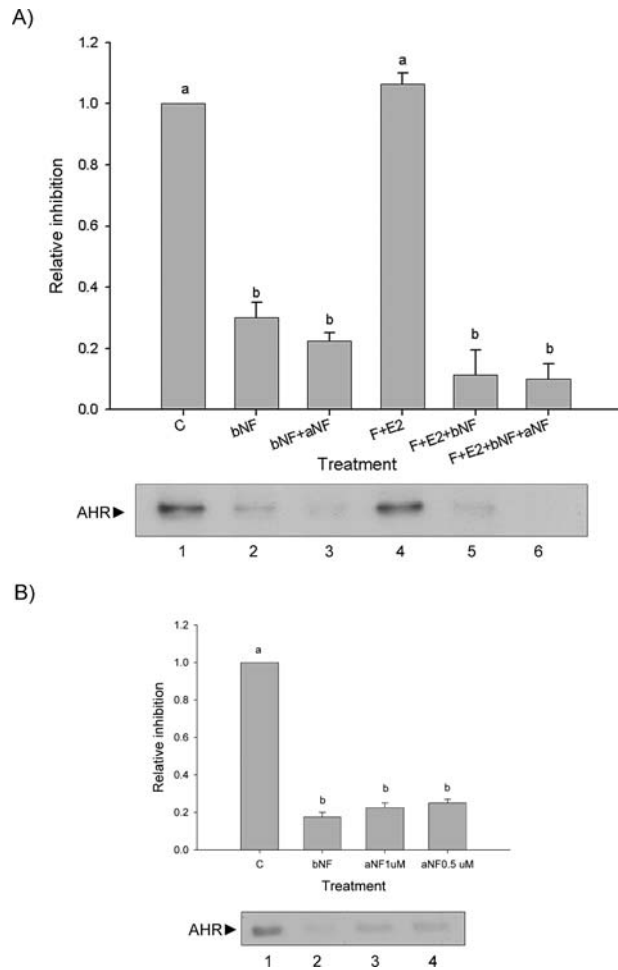 A)
Relative inhibition
1.2
1.0
0.8
0.6
0.4
0.2
0.0
a
b
b
a
b
b
C
bNF
bNF+aNF
F+E2
F+E2+bNF
F+E2+bNF+aNF
Treatment
AHR►
1 2 3 4 5 6
B)
Relative inhibition
1.2
1.0
0.8
0.6
0.4
0.2
0.0
a
b
b
b
C bNF aNF1uM aNF0.5 uM
Treatment
AHR►
1 2 3 4